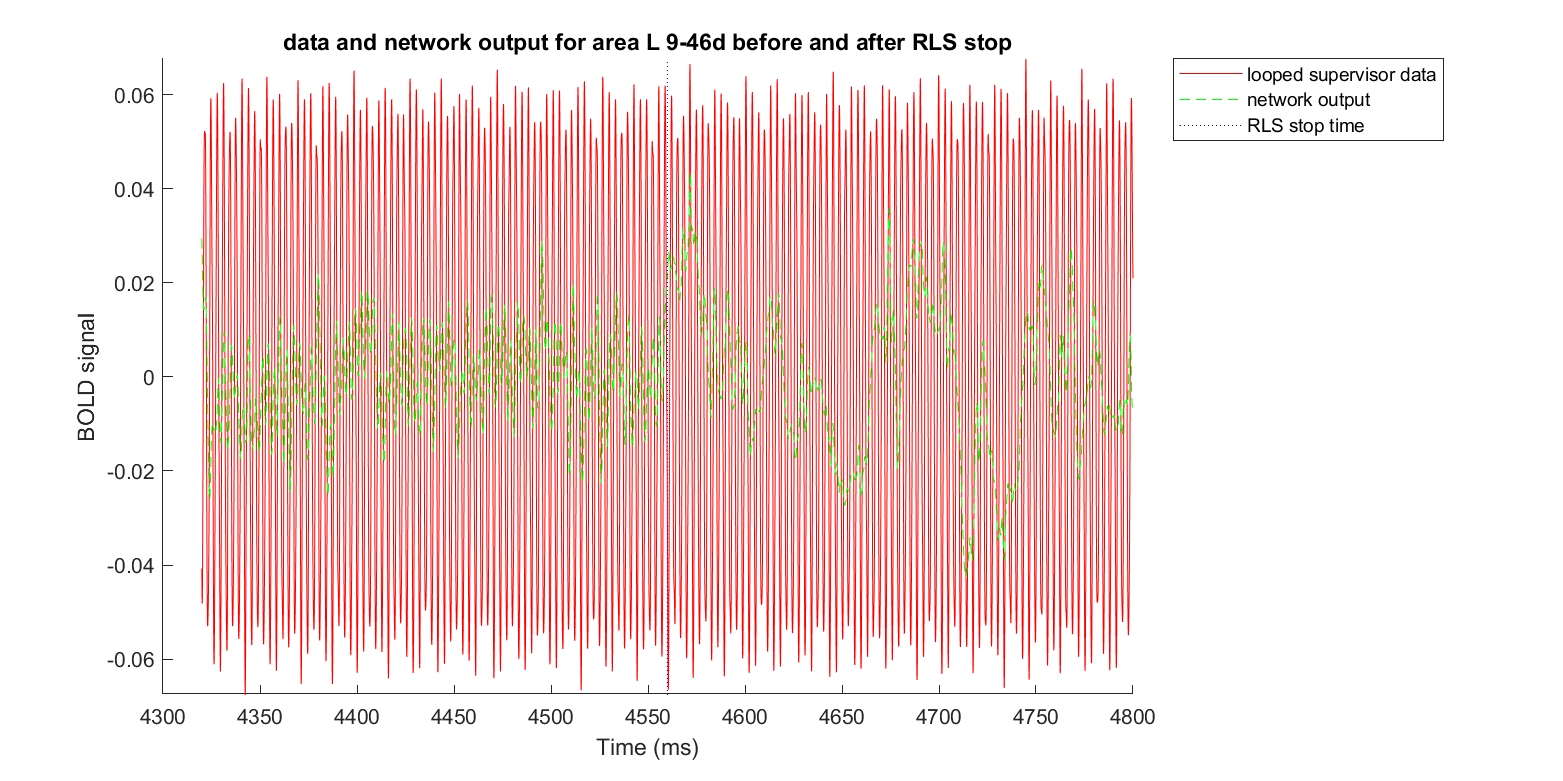 data and network output for area L 9-46d before and after RLS stop
looped supervisor data
network output
RLS stop time
0.06
0.04
0.02
0
-0.02
-0.04
-0.06
BOLD signal
4300 4350 4400 4450 4500 4550 4600 4650 4700 4750 4800
Time (ms)